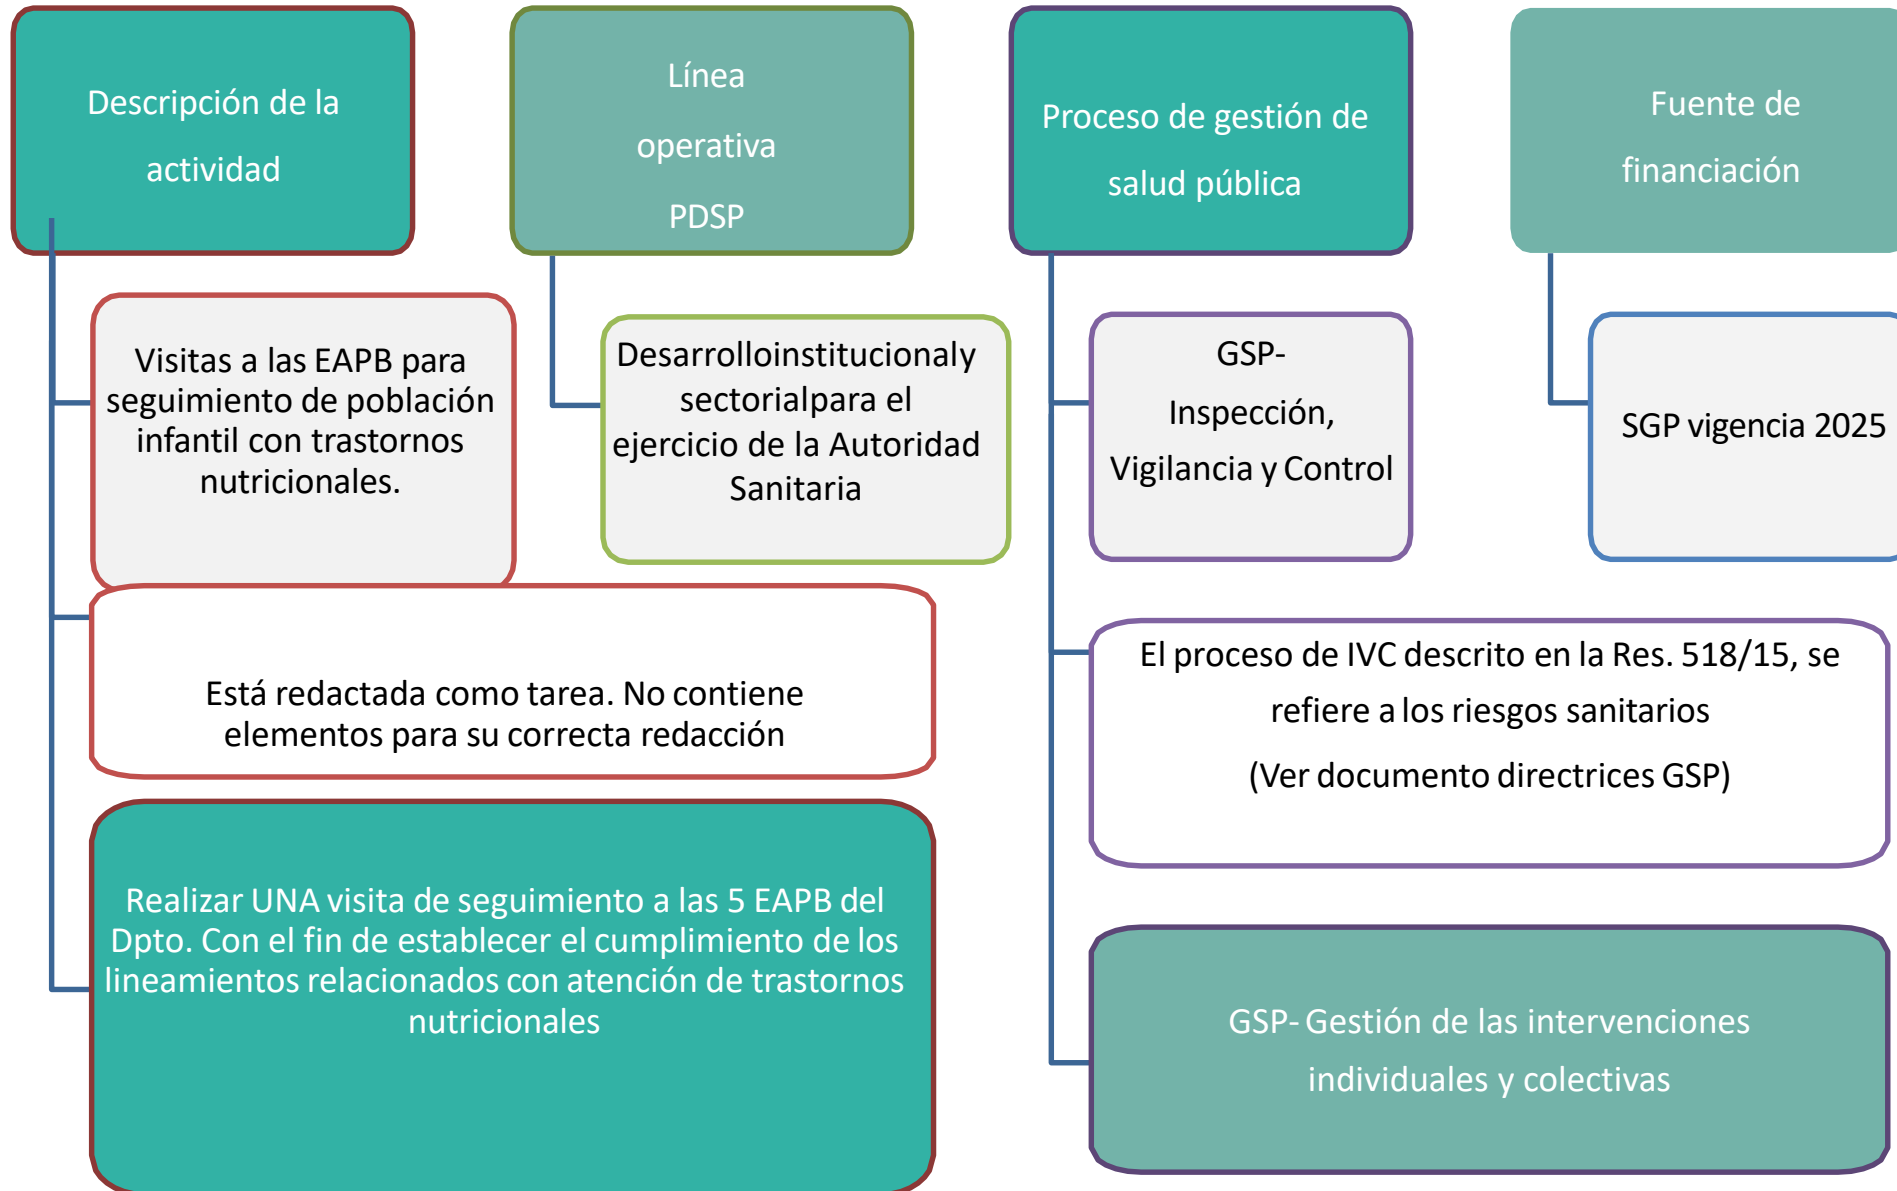 Descripción de la
actividad
Visitas a las EAPB para
seguimiento de población
infantil con trastornos
nutricionales.
Está redactada como tarea. No contiene
elementos para su correcta redacción
Realizar UNA visita de seguimiento a las 5 EAPB del
Dpto. Con el fin de establecer el cumplimiento de los
lineamientos relacionados con atención de trastornos
nutricionales
Línea
operativa
PDSP
Desarrolloinstitucionaly
sectorialpara el
ejercicio de la Autoridad
Sanitaria
Proceso de gestión de
salud pública
GSP-
Inspección,
Vigilancia y Control
El proceso de IVC descrito en la Res. 518/15, se
refiere a los riesgos sanitarios
(Ver documento directrices GSP)
GSP- Gestión de las intervenciones
individuales y colectivas
Fuente de
financiación
SGP vigencia 2025